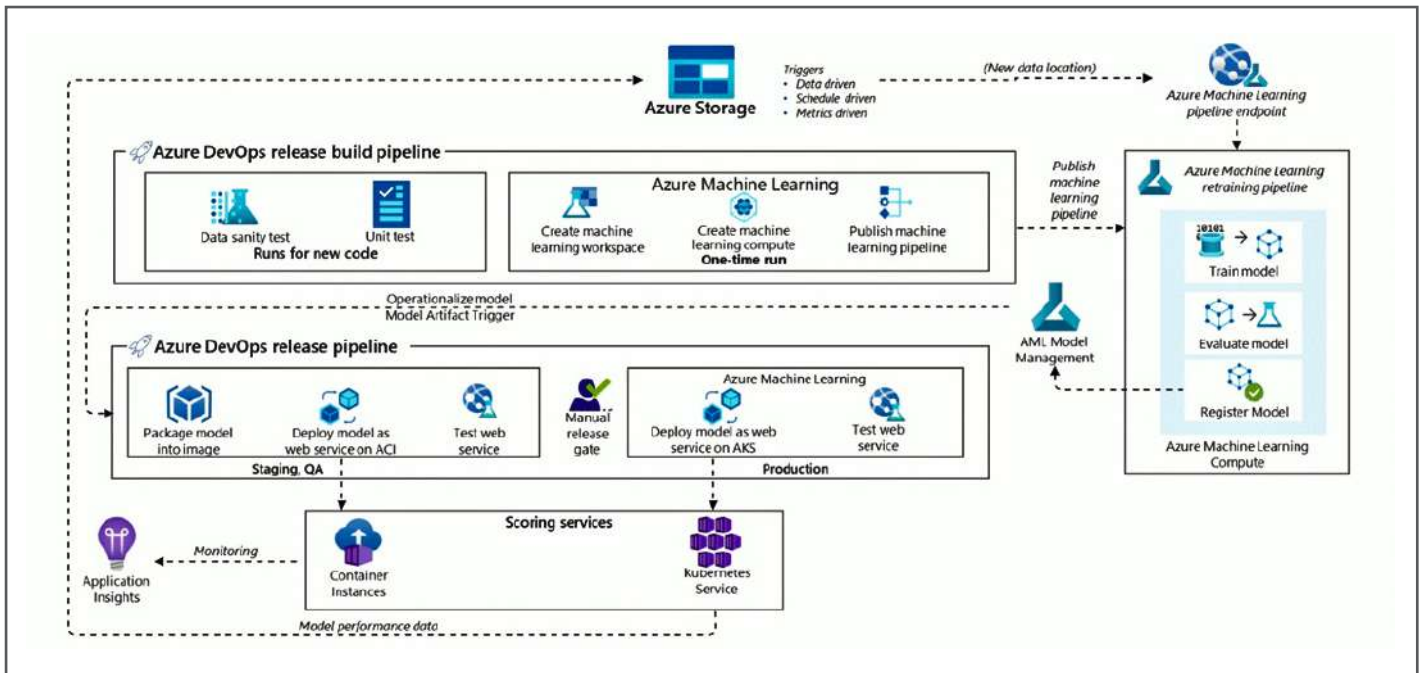 Azure Storage
Triggers
• Data driven
• Schedule driven
• Metrics driven
(New data location)
Azure Machine Learning
pipeline endpoint
Azure DevOps release build pipeline
Data sanity test
Unit test
Runs for new code
Azure Machine Learning
Create machine
learning workspace
Create machine
learning compute
One-time run
Publish machine
learning pipeline
Publish
machine
learning
pipeline
Azure Machine Learning
retraining pipeline
10101
Train model
Evaluate model
Register Model
Azure Machine Learning
Compute
AML Model
Management
Operationalize model
Model Artifact Trigger
Azure DevOps release pipeline
Package model
into image
Deploy model as
web service on ACI
Test web
service
Staging, QA
Manual
release
gate
Azure Machine Learning
Deploy model as web
service on AKS
Test web
service
Production
Scoring services
Container
Instances
Kubernetes
Service
Monitoring
Application
Insights
Model performance data